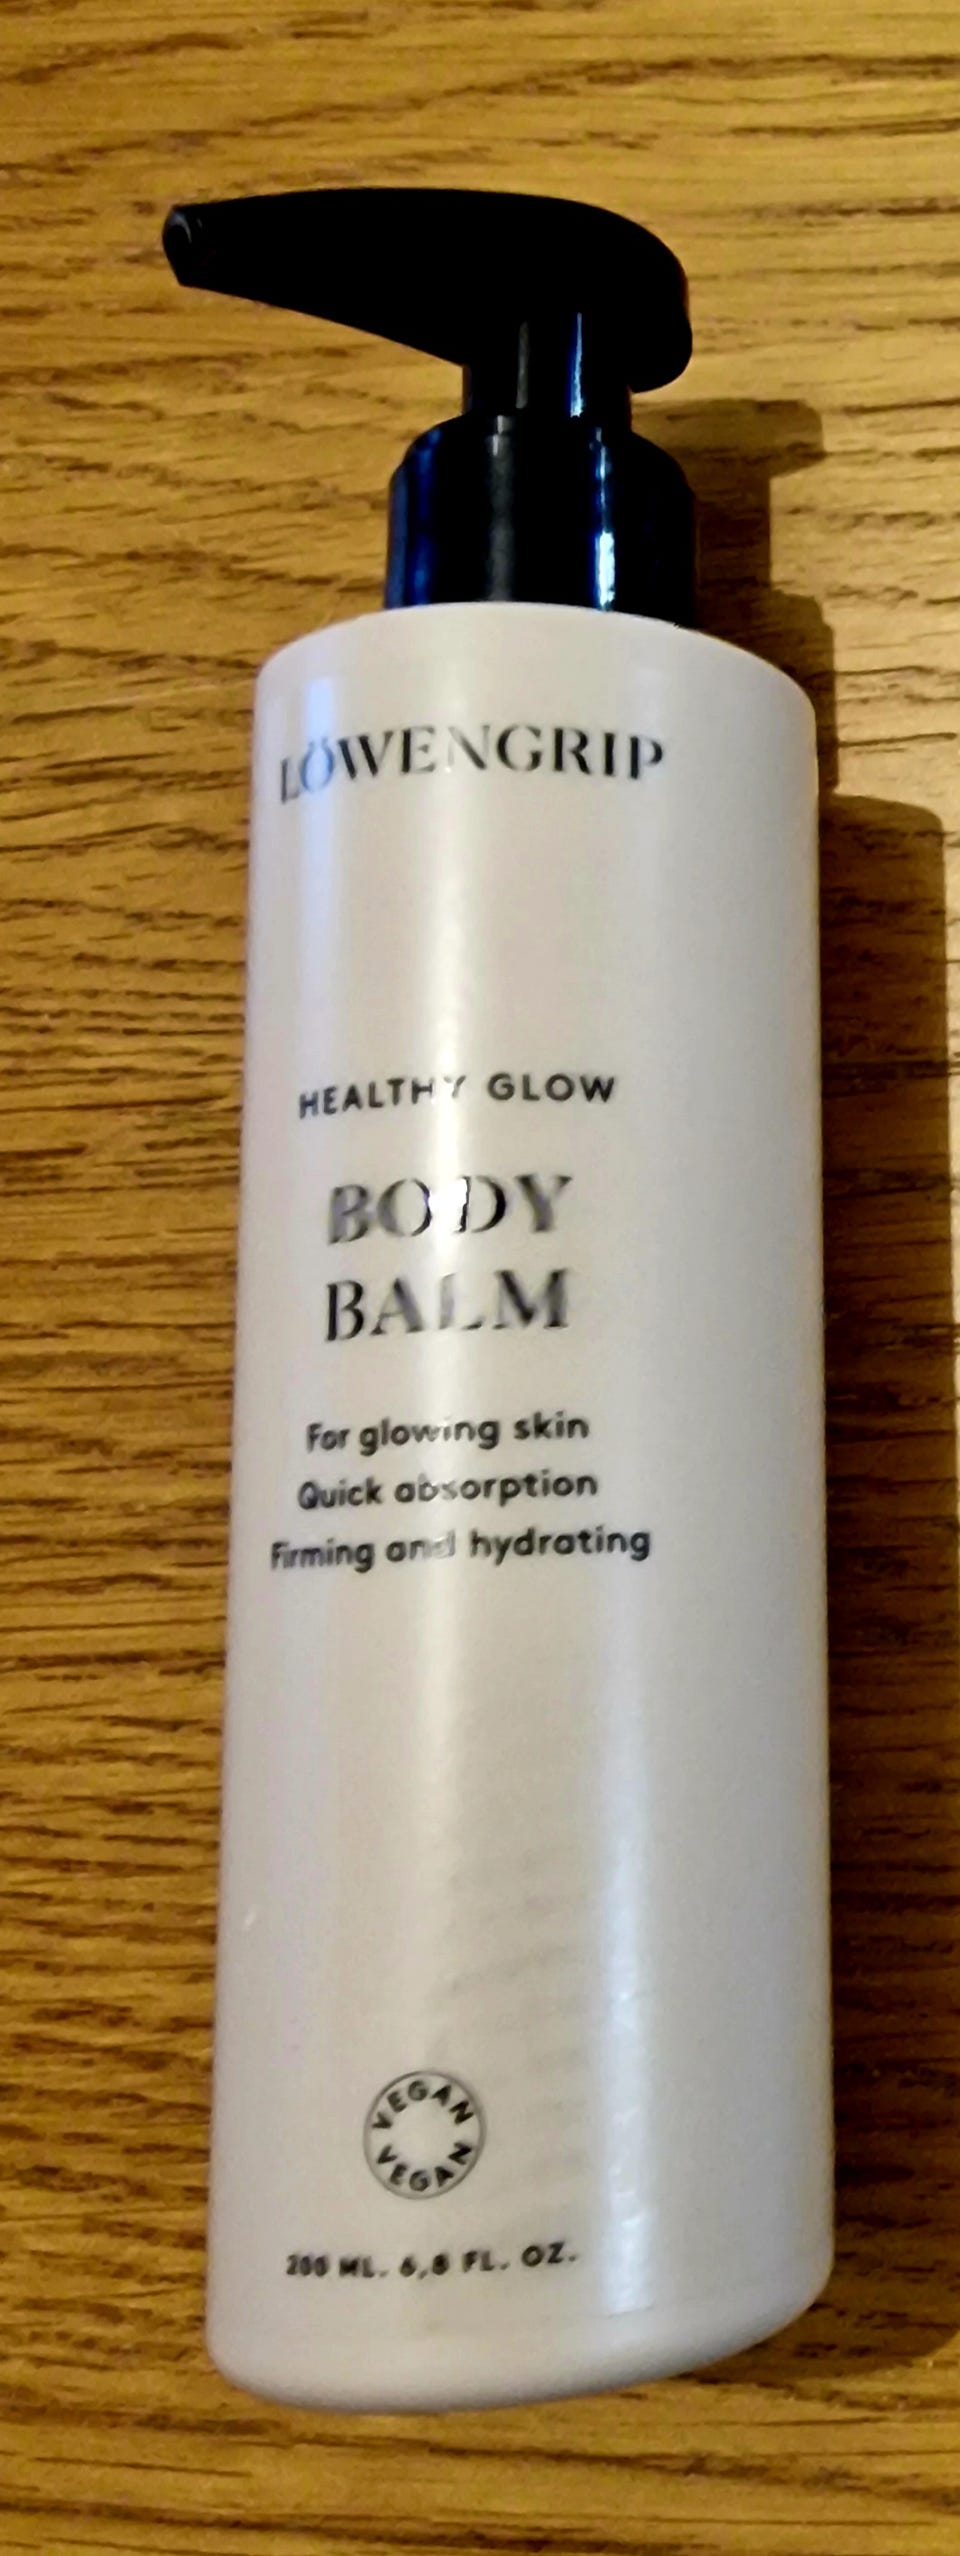 LÖWENGRIP
HEALTHY GLOW
BODY
BALM
For glowing skin
Quick absorption
Firming and hydrating
VEGAN
VEGAN
200 ML. 6,8 FL. OZ.